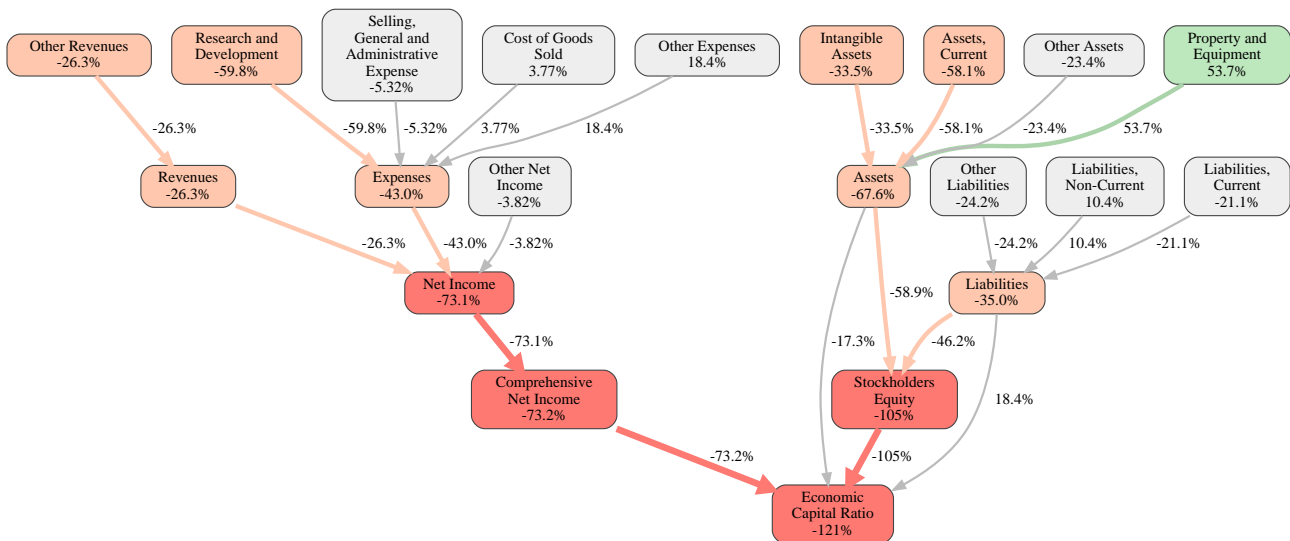 Other Revenues
-26.3%
Research and
Development
-59.8%
Selling,
General and
Administrative
Expense
-5.32%
Cost of Goods
Sold
3.77%
Other Expenses
18.4%
Intangible
Assets
-33.5%
Assets,
Current
-58.1%
Other Assets
-23.4%
Property and
Equipment
53.7%
-26.3%
-59.8%
-5.32%
3.77%
18.4%
-33.5%
-58.1%
-23.4%
53.7%
Revenues
-26.3%
Expenses
-43.0%
Other Net
Income
-3.82%
Assets
-67.6%
Other
Liabilities
-24.2%
Liabilities,
Non-Current
10.4%
Liabilities,
Current
-21.1%
-26.3%
-43.0%
-3.82%
-24.2%
10.4%
-21.1%
Net Income
-73.1%
-58.9%
Liabilities
-35.0%
-73.1%
-17.3%
-46.2%
Comprehensive
Net Income
-73.2%
Stockholders
Equity
-105%
18.4%
-73.2%
-105%
Economic
Capital Ratio
-121%